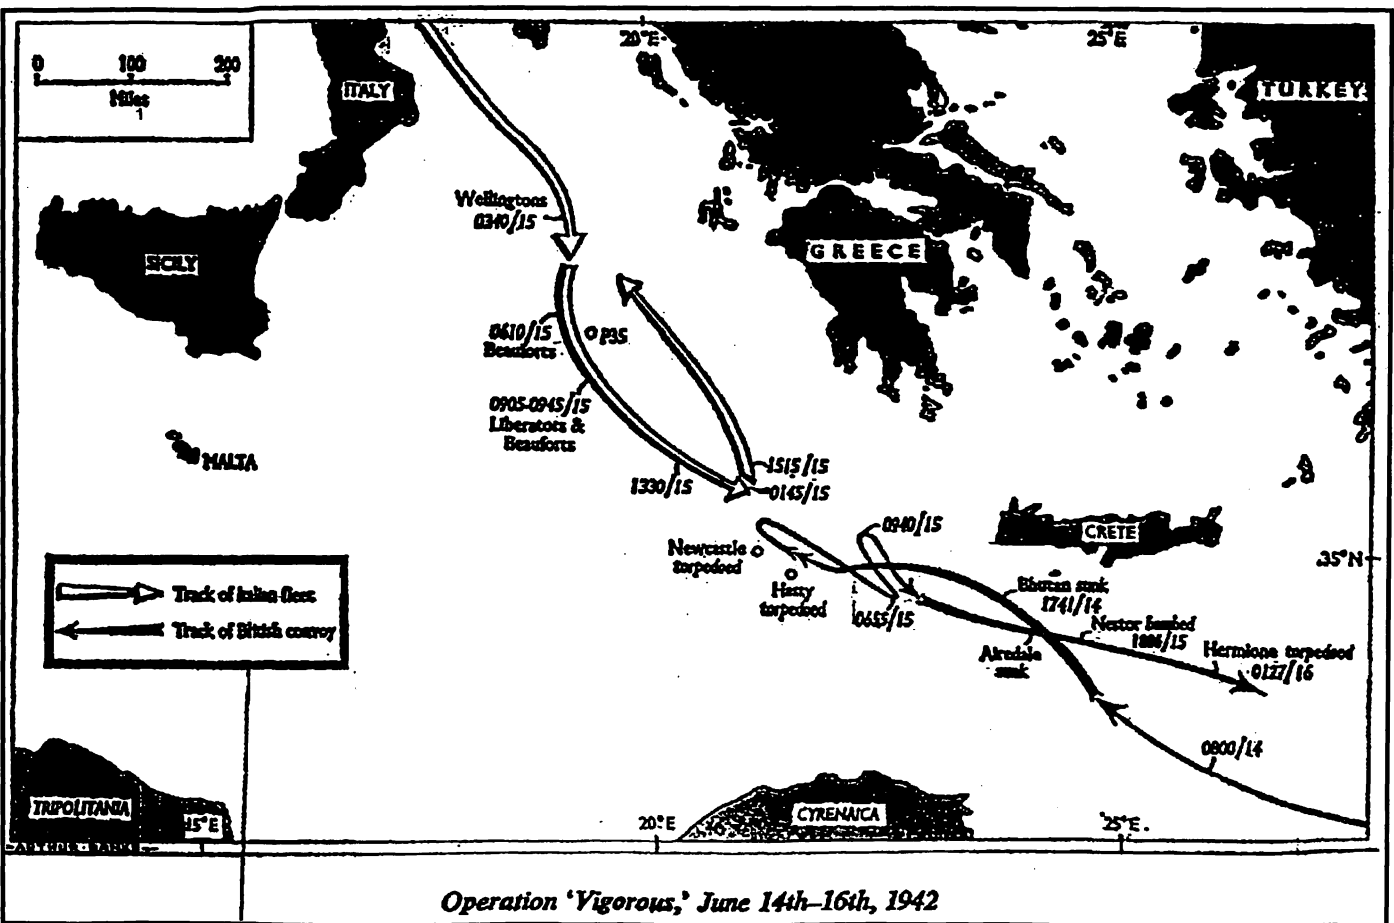 20°E
25°E
0 100 200
Miles
1
ITALY
TURKEY
Wellingtons
0340/15
GREECE
SICILY
0610/15
Beauforts
P35
0905-0945/15
Liberators &
Beauforts
MALTA
1330/15
1515/15
0145/15
0940/15
CRETE
Newcastle
torpedoed
35°N
Hasty
torpedoed
0655/15
Bhutan sunk
1741/14
Nestor bombed
Airedale
sunk
Hermione torpedoed
0127/16
Track of Italian fleet
Track of British convoy
0800/14
TRIPOLITANIA
15°E
20°E
CYRENAICA
25°E
ARTHUR BANKS
Operation 'Vigorous,' June 14th–16th, 1942